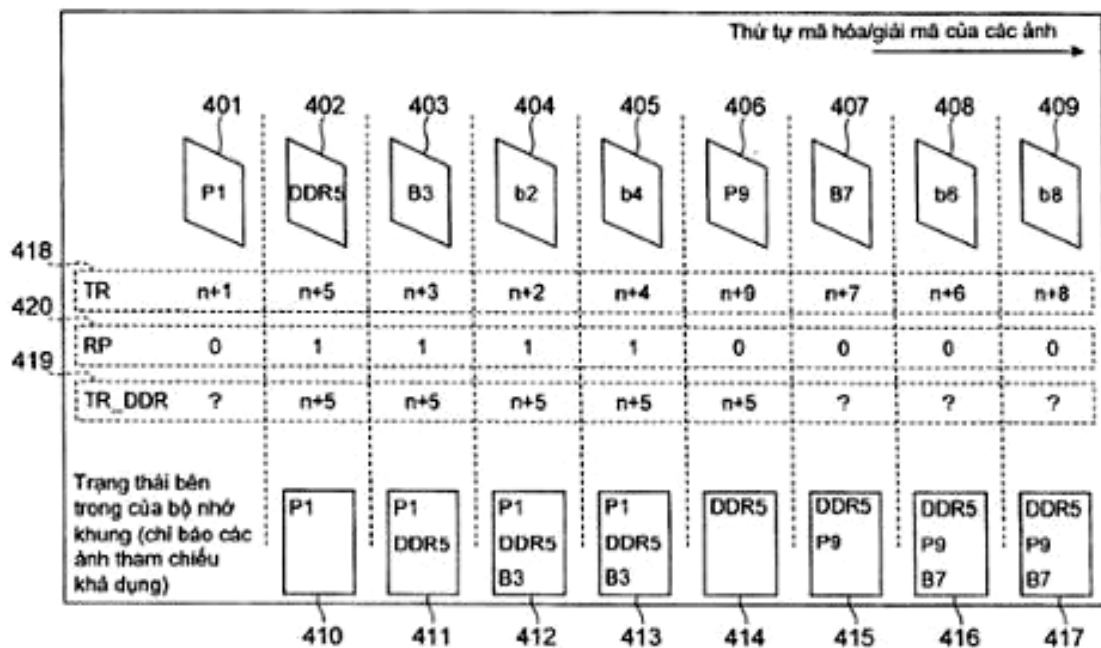 Thứ tự mã hóa/giải mã của các ảnh
401 402 403 404 405 406 407 408 409
P1 DDR5 B3 b2 b4 P9 B7 b6 b8
418
TR n+1 n+5 n+3 n+2 n+4 n+9 n+7 n+6 n+8
420
RP 0 1 1 1 1 0 0 0 0
419
TR_DDR ? n+5 n+5 n+5 n+5 n+5 ? ? ?
Trạng thái bên
trong của bộ nhớ
khung (chỉ báo các
ảnh tham chiếu
khả dụng)
P1 P1 P1 P1 DDR5 DDR5 DDR5 DDR5
DDR5 DDR5 DDR5 P9 P9 P9
B3 B3 B7 B7
410 411 412 413 414 415 416 417